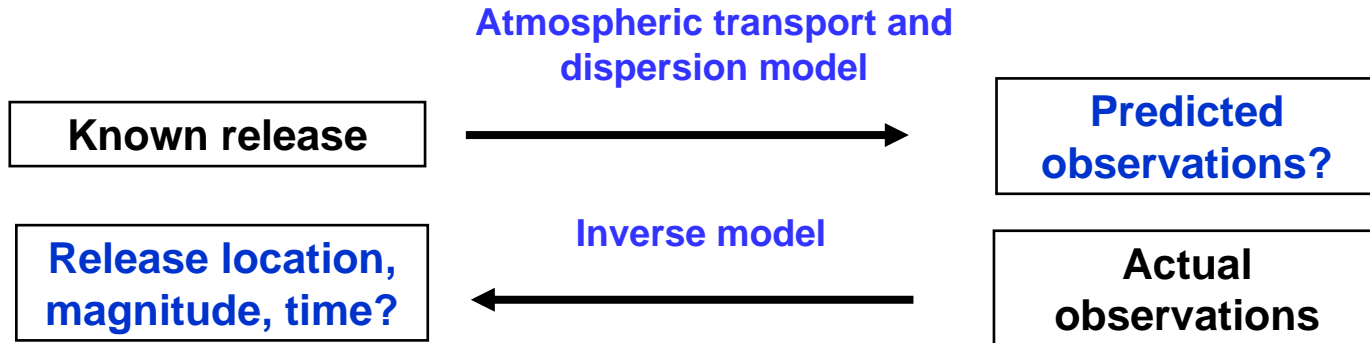 Atmospheric transport and
dispersion model
Known release
Predicted
observations?
Release location,
magnitude, time?
Inverse model
Actual
observations